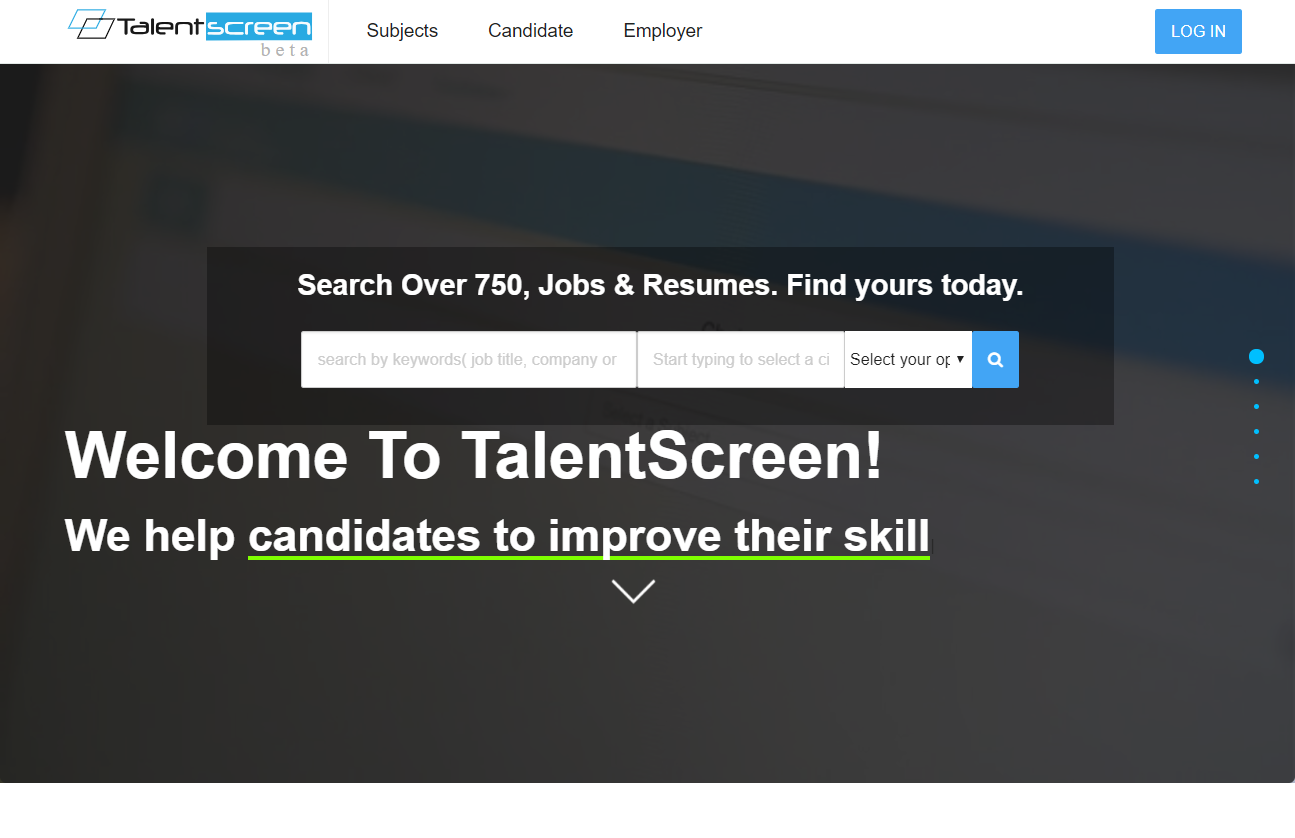 Talentscreen
beta
Subjects Candidate Employer LOG IN
Search Over 750, Jobs & Resumes. Find yours today.
search by keywords( job title, company or Start typing to select a ci Select your op
Welcome To TalentScreen!
We help candidates to improve their skill